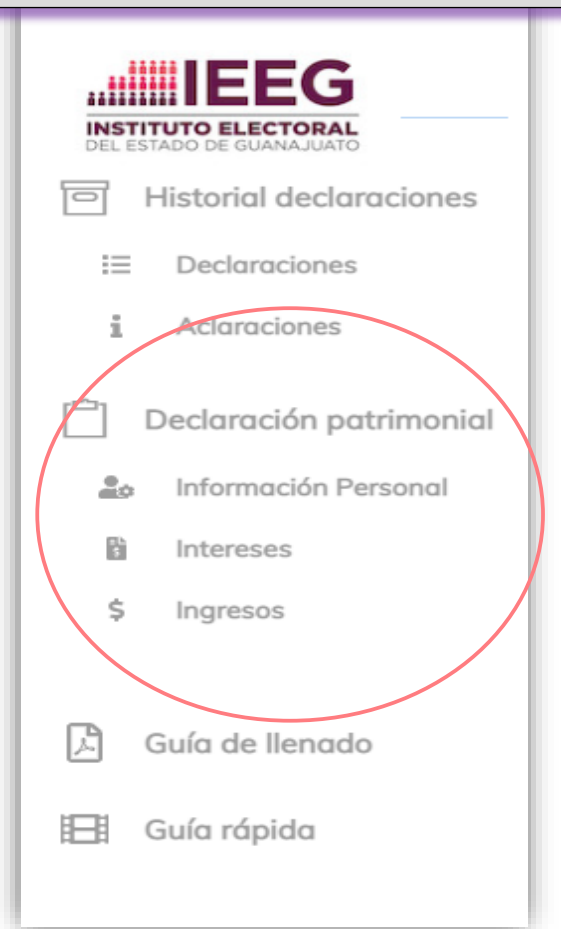 IEEG
INSTITUTO ELECTORAL
DEL ESTADO DE GUANAJUATO
Historial declaraciones
Declaraciones
Aclaraciones
Declaración patrimonial
Información Personal
Intereses
Ingresos
Guía de llenado
Guía rápida